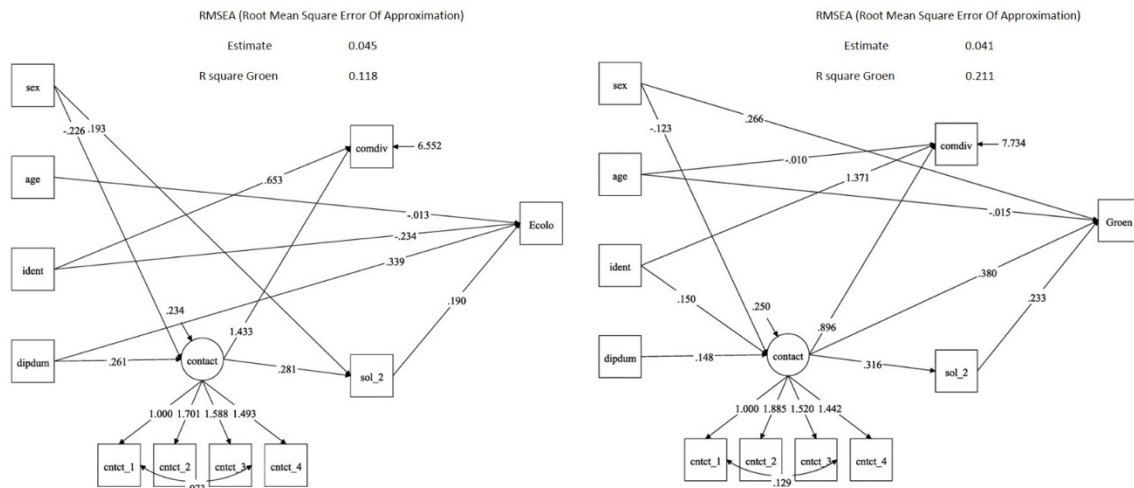 RMSEA (Root Mean Square Error Of Approximation)
Estimate 0.045
R square Groen 0.118
sex
-.226
.193
comdiv
6.552
age
.653
-.013
Ecolo
ident
-.234
.339
.190
.234
1.433
dipdum
.261
contact
.281
sol_2
1.000 1.701 1.588 1.493
cntct_1 cntct_2 cntct_3 cntct_4
RMSEA (Root Mean Square Error Of Approximation)
Estimate 0.041
R square Groen 0.211
sex
-.123
.266
comdiv
7.734
age
-.010
1.371
-.015
Groen
ident
.150
.380
.233
.250
.896
dipdum
.148
contact
.316
sol_2
1.000 1.885 1.520 1.442
cntct_1 cntct_2 cntct_3 cntct_4
.129